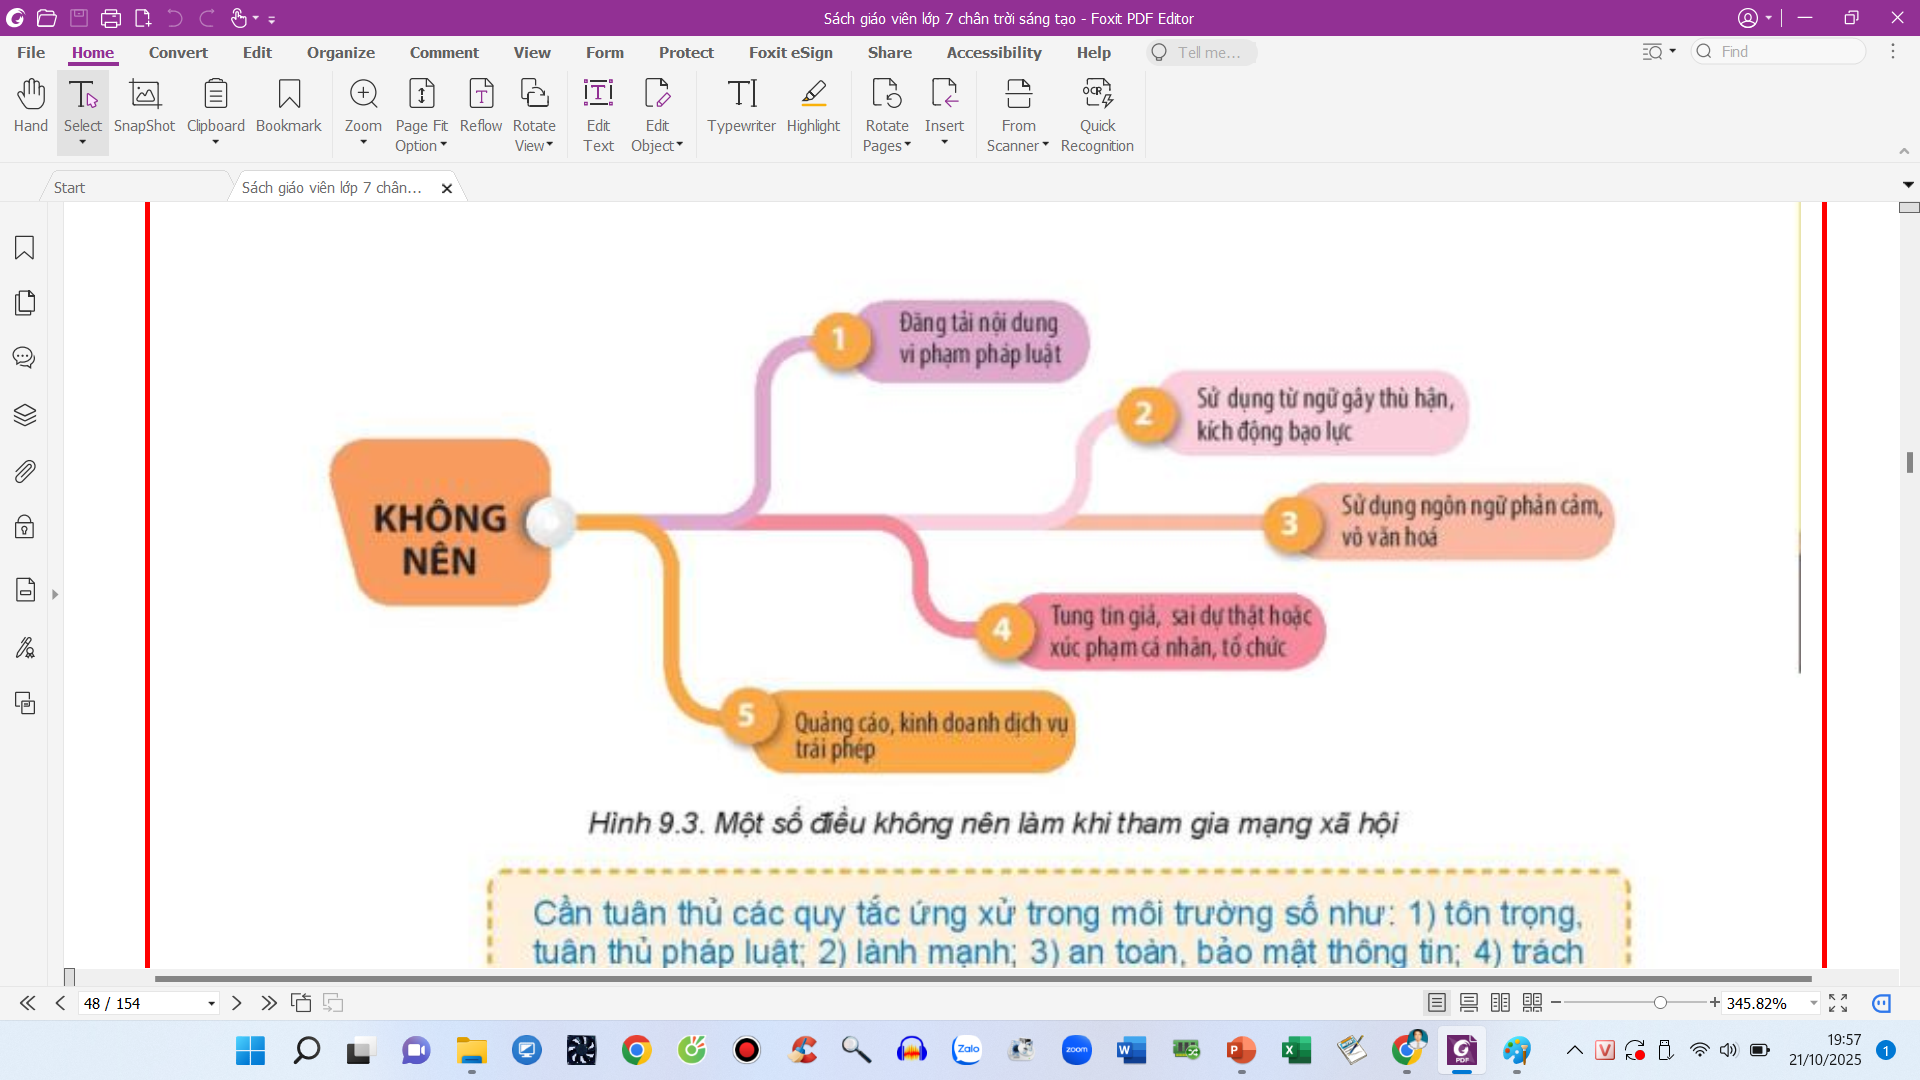 Sách giáo viên lớp 7 chân trời sáng tạo - Foxit PDF Editor
File Home Convert Edit Organize Comment View Form Protect Foxit eSign Share Accessibility Help Tell me... Find
Hand Select SnapShot Clipboard Bookmark Zoom Page Fit Option Reflow Rotate View Edit Text Edit Object Typewriter Highlight Rotate Pages Insert From Scanner Quick Recognition
Start Sách giáo viên lớp 7 chân...
KHÔNG
NÊN
1 Đăng tải nội dung
vi phạm pháp luật
2 Sử dụng từ ngữ gây thù hận,
kích động bạo lực
3 Sử dụng ngôn ngữ phản cảm,
vô văn hoá
4 Tung tin giả, sai dự thật hoặc
xúc phạm cá nhân, tổ chức
5 Quảng cáo, kinh doanh dịch vụ
trái phép
Hình 9.3. Một số điều không nên làm khi tham gia mạng xã hội
Cần tuân thủ các quy tắc ứng xử trong môi trường số như: 1) tôn trọng,
tuân thủ pháp luật; 2) lành mạnh; 3) an toàn, bảo mật thông tin; 4) trách
48 / 154 345.82%
19:57
21/10/2025 1